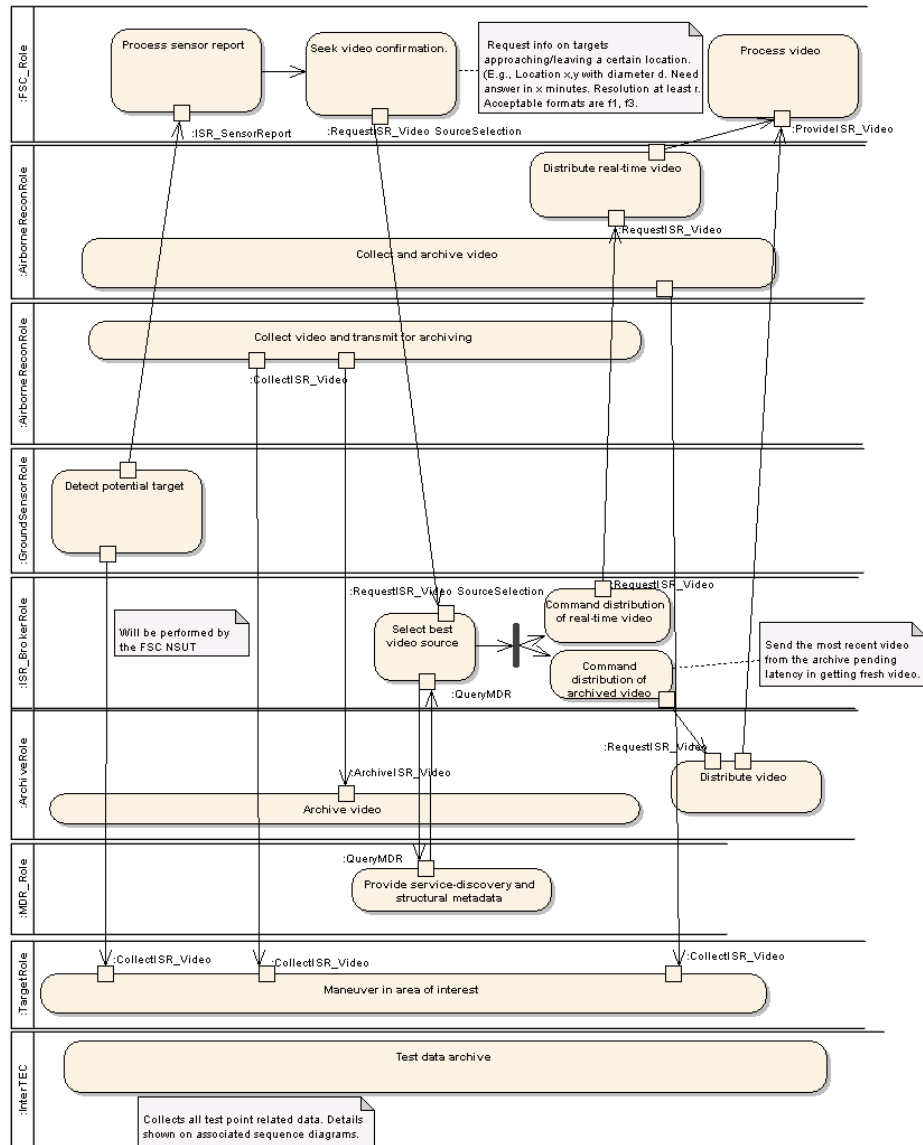 :FSC_Role
Process sensor report
Seek video confirmation.
Request info on targets
approaching/leaving a certain location.
(E.g., Location x,y with diameter d. Need
answer in x minutes. Resolution at least r.
Acceptable formats are f1, f3.
Process video
:ISR_SensorReport
:RequestISR_Video SourceSelection
:ProvideISR_Video
:AirborneReconRole
Distribute real-time video
:RequestISR_Video
Collect and archive video
:AirborneReconRole
Collect video and transmit for archiving
:CollectISR_Video
:GroundSensorRole
Detect potential target
:ISR_BrokerRole
Will be performed by
the FSC NSUT
:RequestISR_Video SourceSelection
Select best
video source
:QueryMDR
:RequestISR_Video
Command distribution
of real-time video
Command
distribution of
archived video
Send the most recent video
from the archive pending
latency in getting fresh video.
:ArchiveRole
:RequestISR_Video
Distribute video
:ArchiveISR_Video
Archive video
:MDR_Role
:QueryMDR
Provide service-discovery and
structural metadata
:TargetRole
:CollectISR_Video
:CollectISR_Video
:CollectISR_Video
Maneuver in area of interest
:InterTEC
Test data archive
Collects all test point related data. Details
shown on associated sequence diagrams.